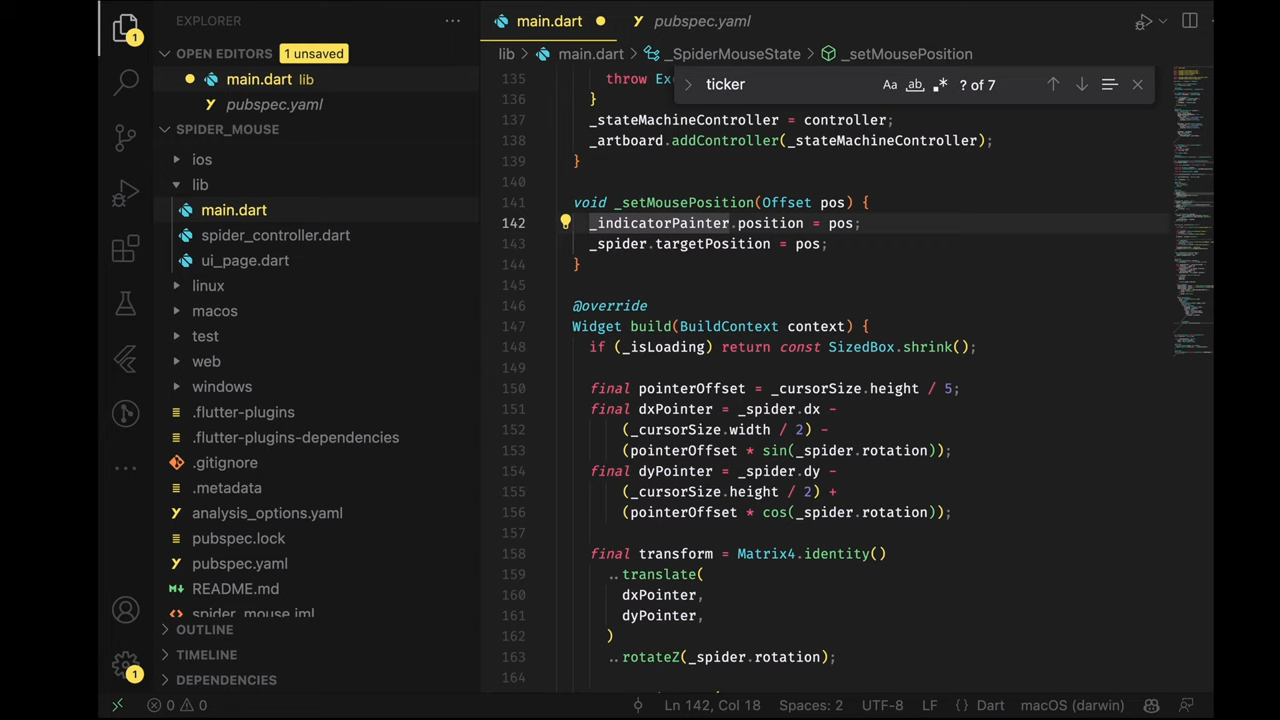 EXPLORER
OPEN EDITORS 1 unsaved
main.dart lib
pubspec.yaml
SPIDER_MOUSE
ios
lib
main.dart
spider_controller.dart
ui_page.dart
linux
macos
test
web
windows
.flutter-plugins
.flutter-plugins-dependencies
.gitignore
.metadata
analysis_options.yaml
pubspec.lock
pubspec.yaml
README.md
spider_mouse.iml
OUTLINE
TIMELINE
DEPENDENCIES
1
1
main.dart
pubspec.yaml
lib > main.dart > _SpiderMouseState > _setMousePosition
ticker
Aa ab ? of 7
135 throw Exc
136 }
137 _stateMachineController = controller;
138 _artboard.addController(_stateMachineController);
139 }
140
141 void _setMousePosition(Offset pos) {
142 _indicatorPainter.position = pos;
143 _spider.targetPosition = pos;
144 }
145
146 @override
147 Widget build(BuildContext context) {
148 if (_isLoading) return const SizedBox.shrink();
149
150 final pointerOffset = _cursorSize.height / 5;
151 final dxPointer = _spider.dx -
152 (_cursorSize.width / 2) -
153 (pointerOffset * sin(_spider.rotation));
154 final dyPointer = _spider.dy -
155 (_cursorSize.height / 2) +
156 (pointerOffset * cos(_spider.rotation));
157
158 final transform = Matrix4.identity()
159 ..translate(
160 dxPointer,
161 dyPointer,
162 )
163 ..rotateZ(_spider.rotation);
164
0 0 Ln 142, Col 18 Spaces: 2 UTF-8 LF {} Dart macOS (darwin)